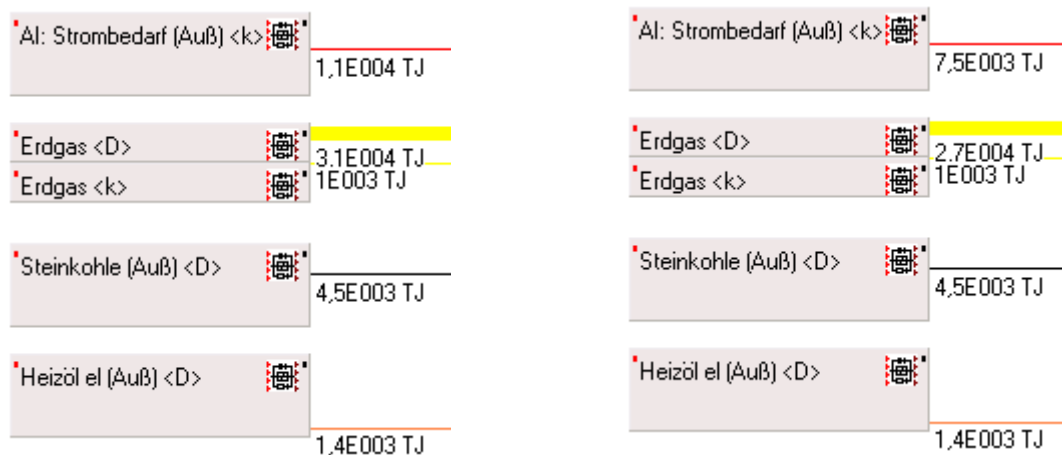 Al: Strombedarf (Auß) <k>
1,1E004 TJ
Erdgas <D>
3.1E004 TJ
Erdgas <k>
1E003 TJ
Steinkohle (Auß) <D>
4,5E003 TJ
Heizöl el (Auß) <D>
1,4E003 TJ
Al: Strombedarf (Auß) <k>
7,5E003 TJ
Erdgas <D>
2.7E004 TJ
Erdgas <k>
1E003 TJ
Steinkohle (Auß) <D>
4,5E003 TJ
Heizöl el (Auß) <D>
1,4E003 TJ